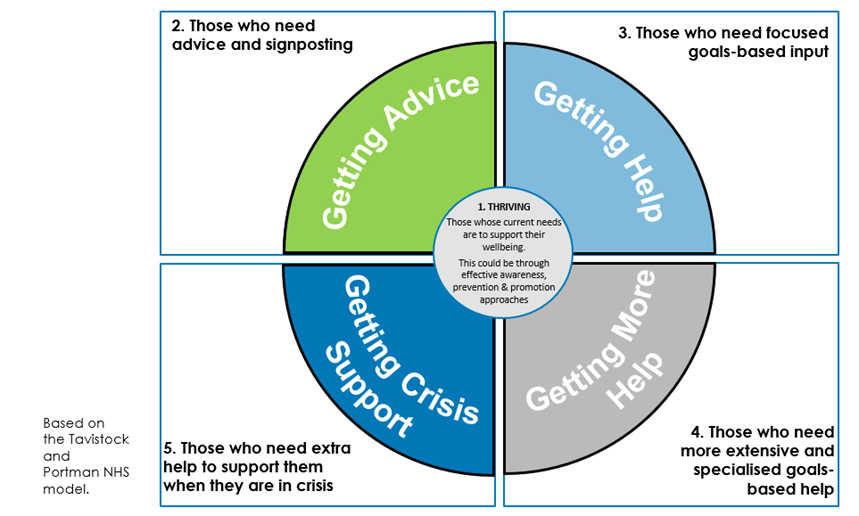 2. Those who need
advice and signposting
3. Those who need focused
goals-based input
Getting Advice
Getting Help
1. THRIVING
Those whose current needs
are to support their
wellbeing.
This could be through
effective awareness,
prevention & promotion
approaches
Getting Crisis
Support
Getting More
Help
Based on
the Tavistock
and
Portman NHS
model.
5. Those who need extra
help to support them
when they are in crisis
4. Those who need
more extensive and
specialised goals-
based help